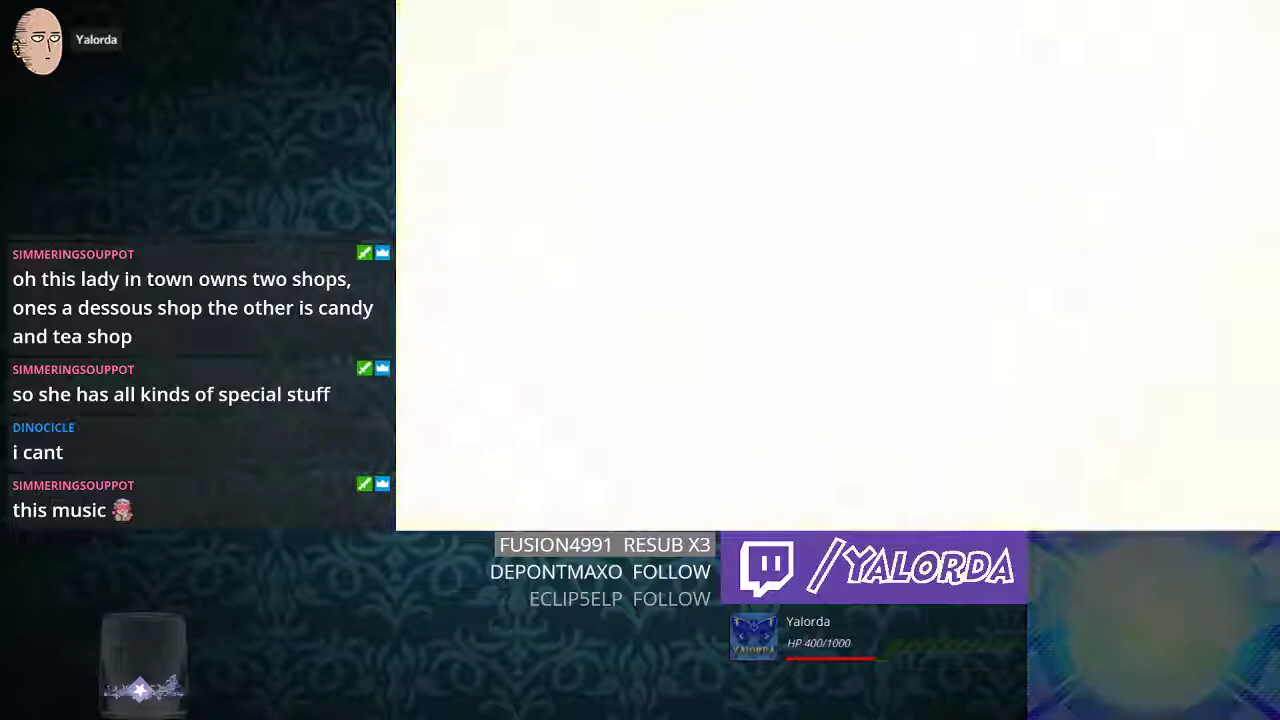 Yalorda
SIMMERINGSOUPPOT
oh this lady in town owns two shops,
ones a dessous shop the other is candy
and tea shop
SIMMERINGSOUPPOT
so she has all kinds of special stuff
DINOCICLE
i cant
SIMMERINGSOUPPOT
this music
FUSION4991 RESUB X3
DEPONTMAXO FOLLOW
ECLIP5ELP FOLLOW
/YALORDA
YALORDA
Yalorda
HP 400/1000